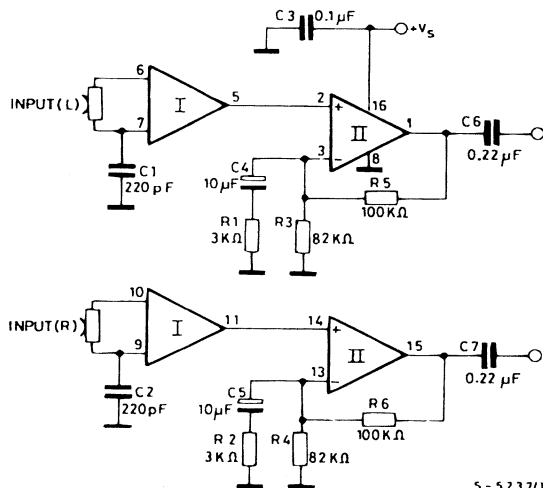 C3
0.1µF
+Vs
6
I
5
2
+
16
INPUT(L)
7
II
1
C6
3
-
8
0.22µF
C1
220pF
C4
10µF
R5
100KΩ
R1
3KΩ
R3
82KΩ
10
I
11
14
+
INPUT(R)
9
II
15
C7
13
-
0.22 µF
C2
220pF
C5
10µF
R6
100KΩ
R2
3KΩ
R4
82KΩ